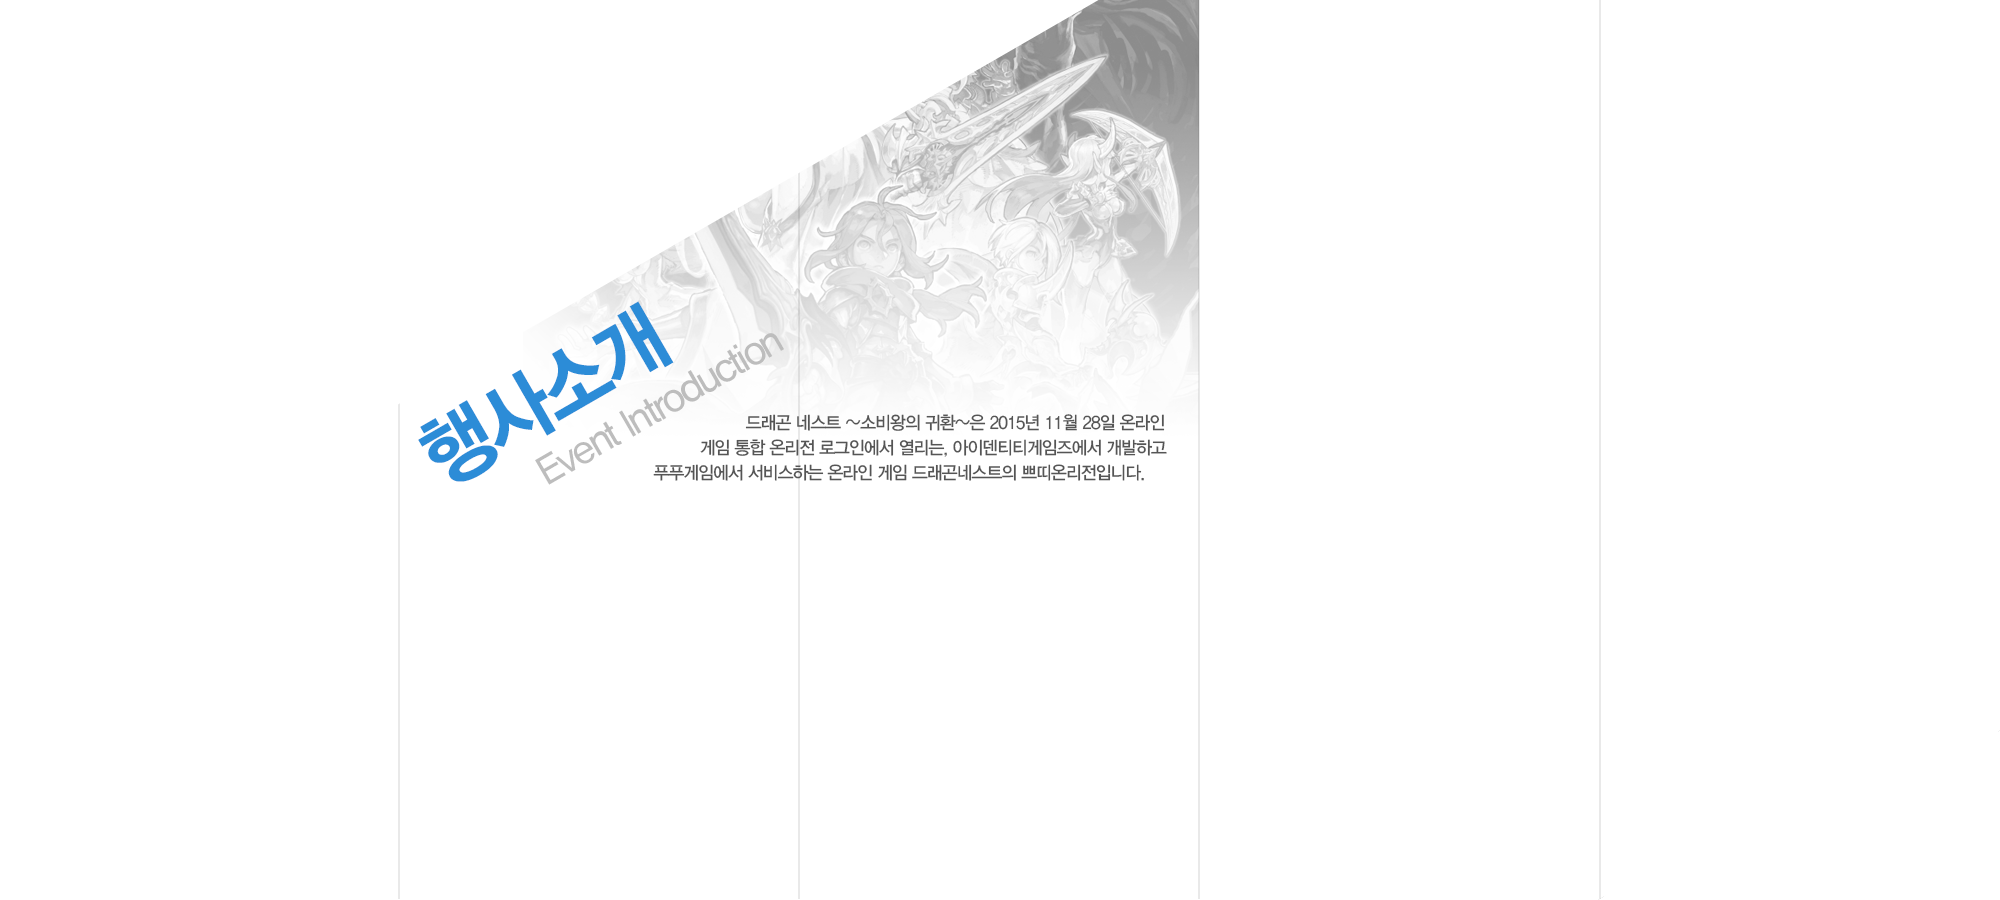 행사소개
Event Introduction
드래곤 네스트 ～소비왕의 귀환～은 2015년 11월 28일 온라인
게임 통합 온리전 로그인에서 열리는, 아이덴티티게임즈에서 개발하고
푸푸게임에서 서비스하는 온라인 게임 드래곤네스트의 쁘띠온리전입니다.